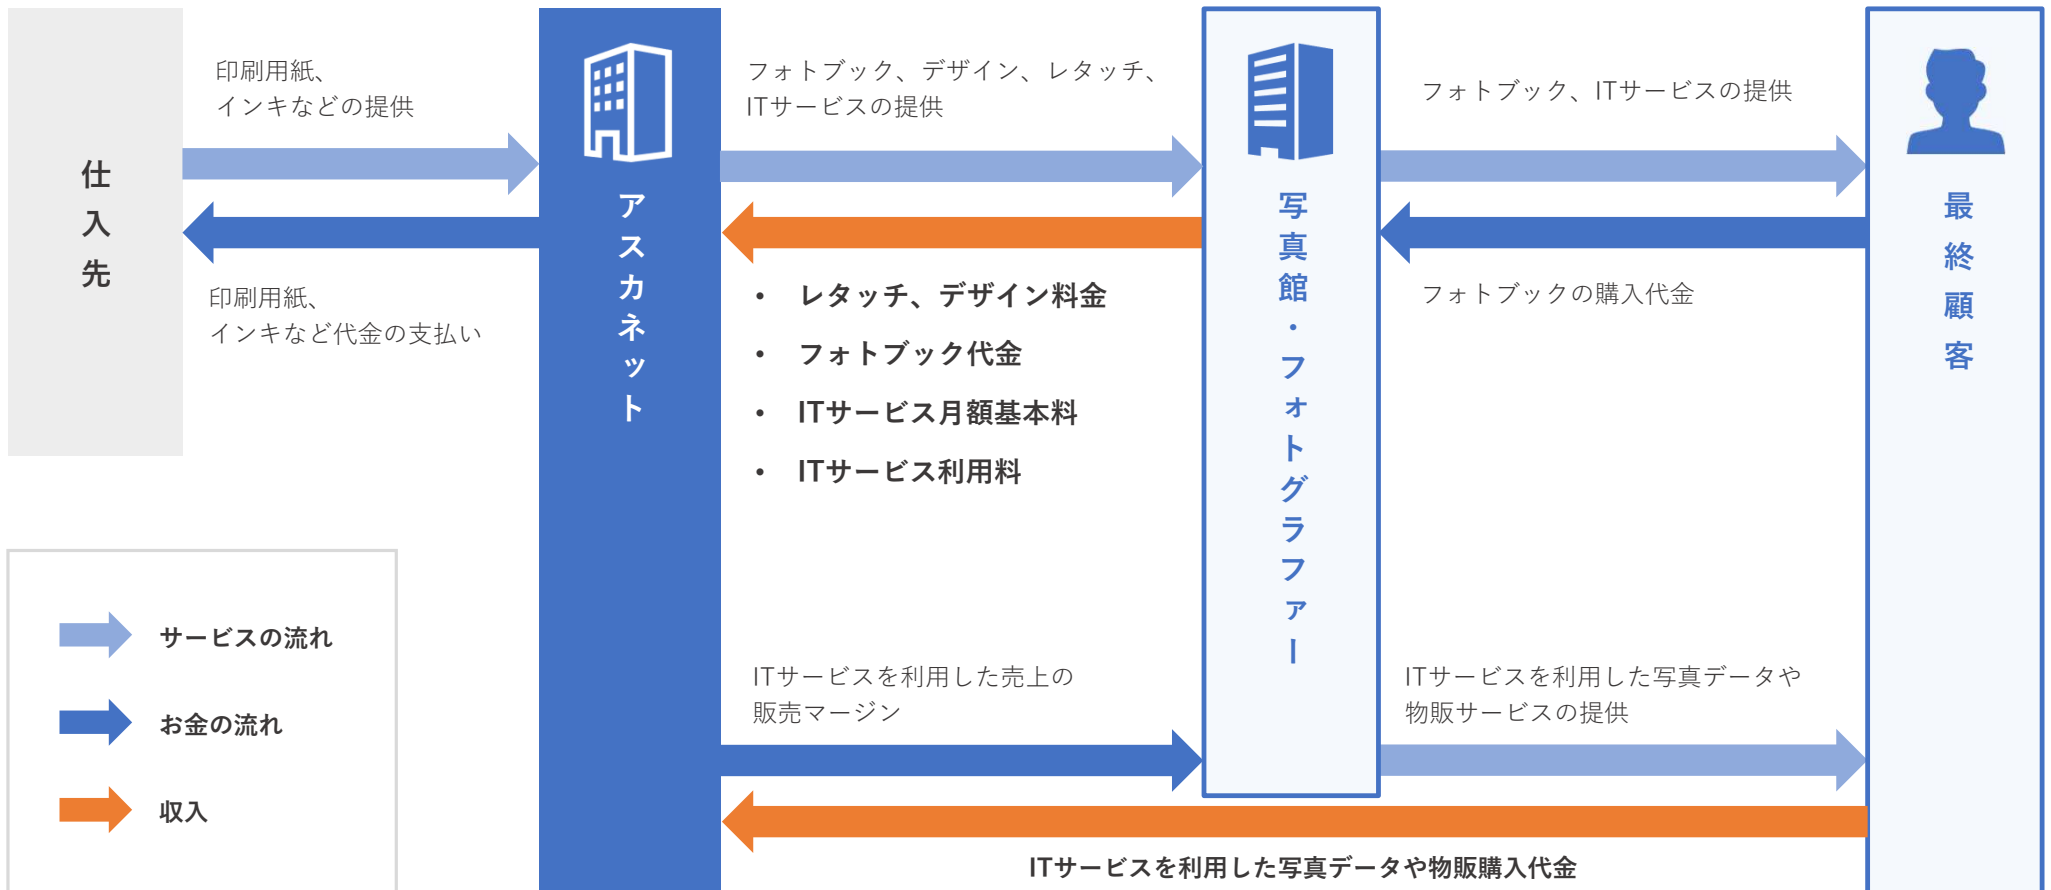 仕入先
印刷用紙、
インキなどの提供
印刷用紙、
インキなど代金の支払い
アスカネット
フォトブック、デザイン、レタッチ、
ITサービスの提供
• レタッチ、デザイン料金
• フォトブック代金
• ITサービス月額基本料
• ITサービス利用料
ITサービスを利用した売上の
販売マージン
写真館・フォトグラファー
フォトブック、ITサービスの提供
フォトブックの購入代金
ITサービスを利用した写真データや
物販サービスの提供
最終顧客
ITサービスを利用した写真データや物販購入代金
サービスの流れ
お金の流れ
収入